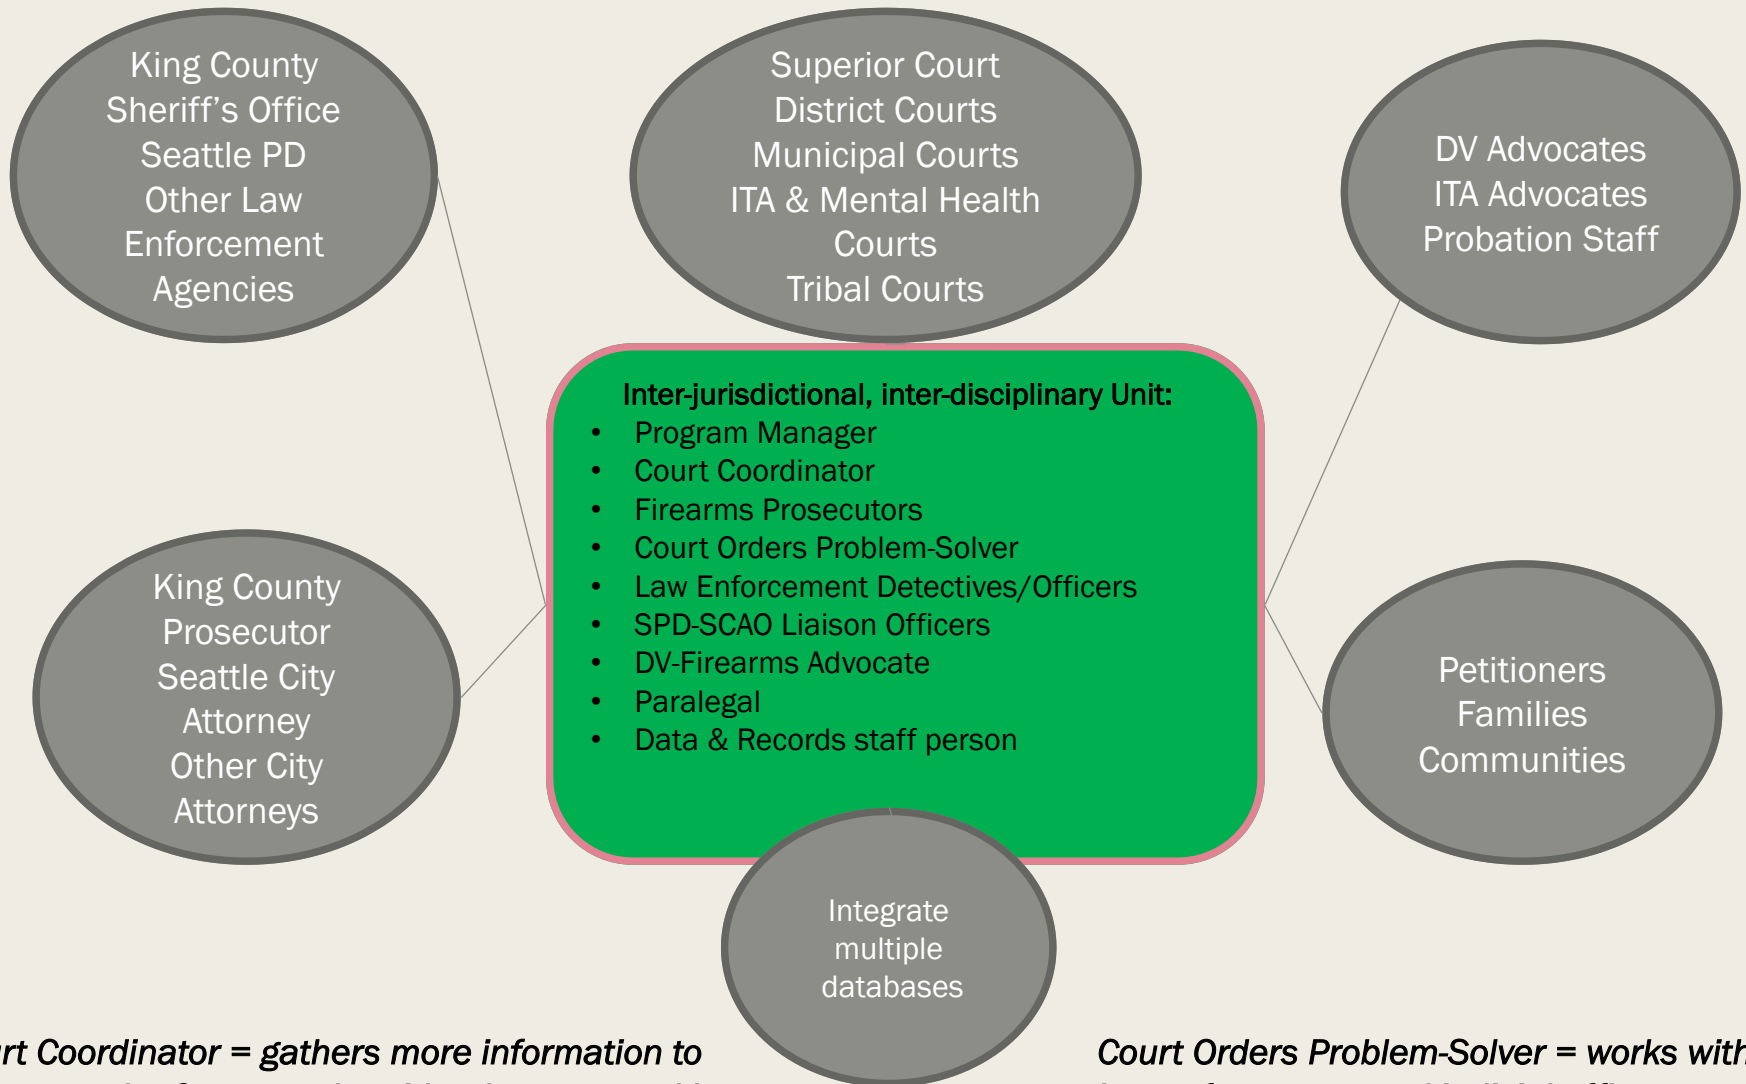 King County
Sheriff’s Office
Seattle PD
Other Law
Enforcement
Agencies
Superior Court
District Courts
Municipal Courts
ITA & Mental Health
Courts
Tribal Courts
DV Advocates
ITA Advocates
Probation Staff
Inter-jurisdictional, inter-disciplinary Unit:
• Program Manager
• Court Coordinator
• Firearms Prosecutors
• Court Orders Problem-Solver
• Law Enforcement Detectives/Officers
• SPD-SCAO Liaison Officers
• DV-Firearms Advocate
• Paralegal
• Data & Records staff person
King County
Prosecutor
Seattle City
Attorney
Other City
Attorneys
Petitioners
Families
Communities
Integrate
multiple
databases
Coordinator = gathers more information to
Court Orders Problem-Solver = works with